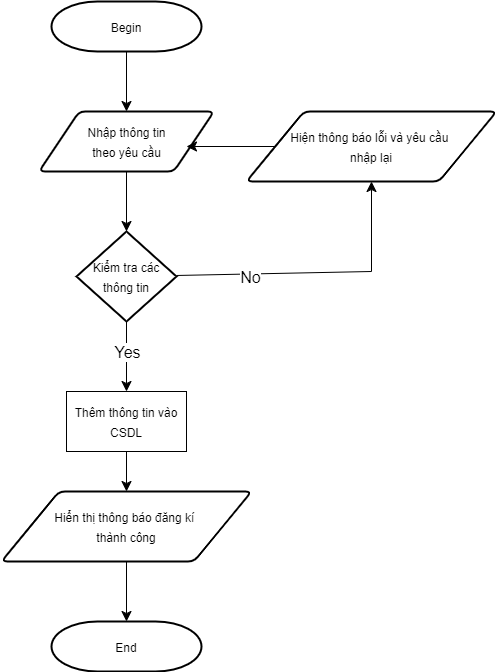 Begin
Nhập thông tin
theo yêu cầu
Hiện thông báo lỗi và yêu cầu
nhập lại
Kiểm tra các
thông tin
No
Yes
Thêm thông tin vào
CSDL
Hiển thị thông báo đăng kí
thành công
End